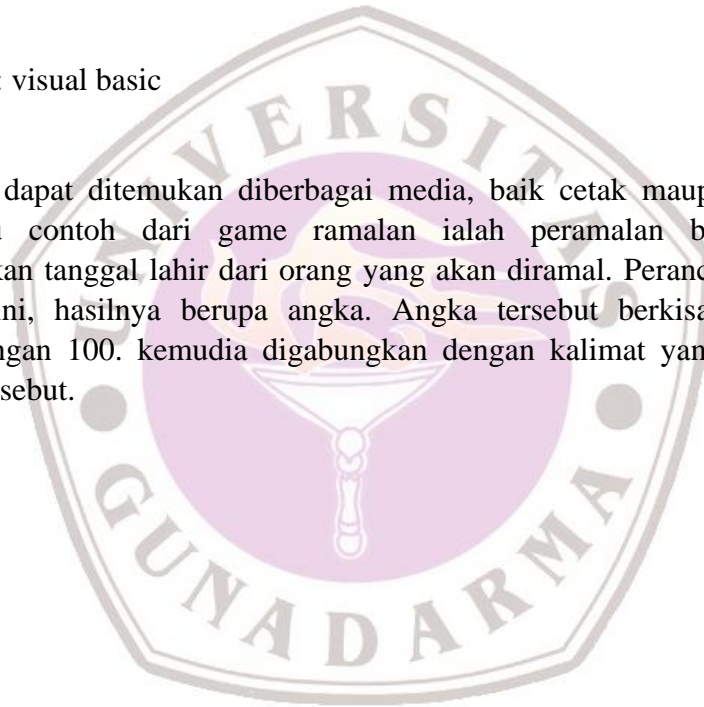 : visual basic
dapat ditemukan diberbagai media, baik cetak maup
contoh dari game ramalan ialah peramalan b
kan tanggal lahir dari orang yang akan diramal. Peranc
ni, hasilnya berupa angka. Angka tersebut berkisa
ngan 100. kemudia digabungkan dengan kalimat yan
sebut.
UNIVERSITAS
GUNADARMA